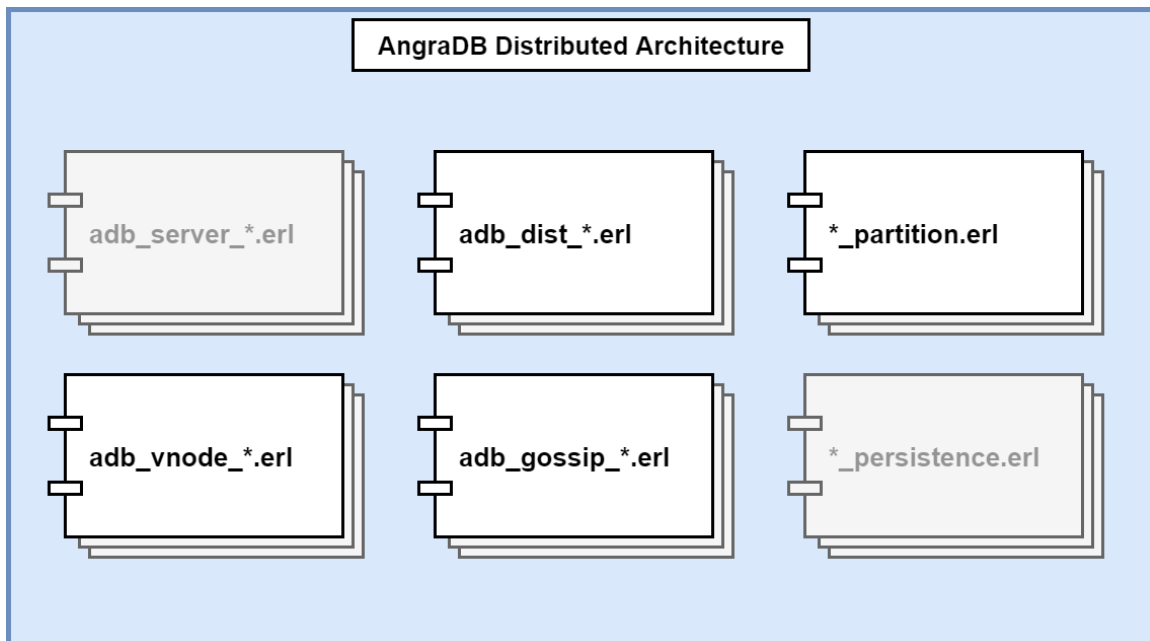 AngraDB Distributed Architecture
adb_server_*.erl
adb_dist_*.erl
*_partition.erl
adb_vnode_*.erl
adb_gossip_*.erl
*_persistence.erl